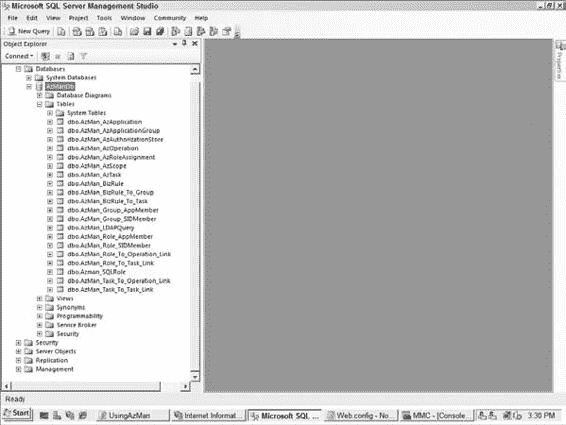 Microsoft SQL Server Management Studio
File Edit View Project Tools Window Community Help
New Query
Object Explorer
Connect
Databases
System Databases
AzManDb
Database Diagrams
Tables
System Tables
dbo.AzMan_AzApplication
dbo.AzMan_AzApplicationGroup
dbo.AzMan_AzAuthorizationStore
dbo.AzMan_AzOperation
dbo.AzMan_AzRoleAssignment
dbo.AzMan_AzScope
dbo.AzMan_AzTask
dbo.AzMan_BizRule
dbo.AzMan_BizRule_To_Group
dbo.AzMan_BizRule_To_Task
dbo.AzMan_Group_AppMember
dbo.AzMan_Group_SIDMember
dbo.AzMan_LDAPQuery
dbo.AzMan_Role_AppMember
dbo.AzMan_Role_SIDMember
dbo.AzMan_Role_To_Operation_Link
dbo.AzMan_Role_To_Task_Link
dbo.Azman_SQLRole
dbo.AzMan_Task_To_Operation_Link
dbo.AzMan_Task_To_Task_Link
Views
Synonyms
Programmability
Service Broker
Security
Security
Server Objects
Replication
Management
Properties
Ready
Start UsingAzMan Internet Informat... Microsoft SQL ... Web.config - No... MMC - [Console... 3:30 PM